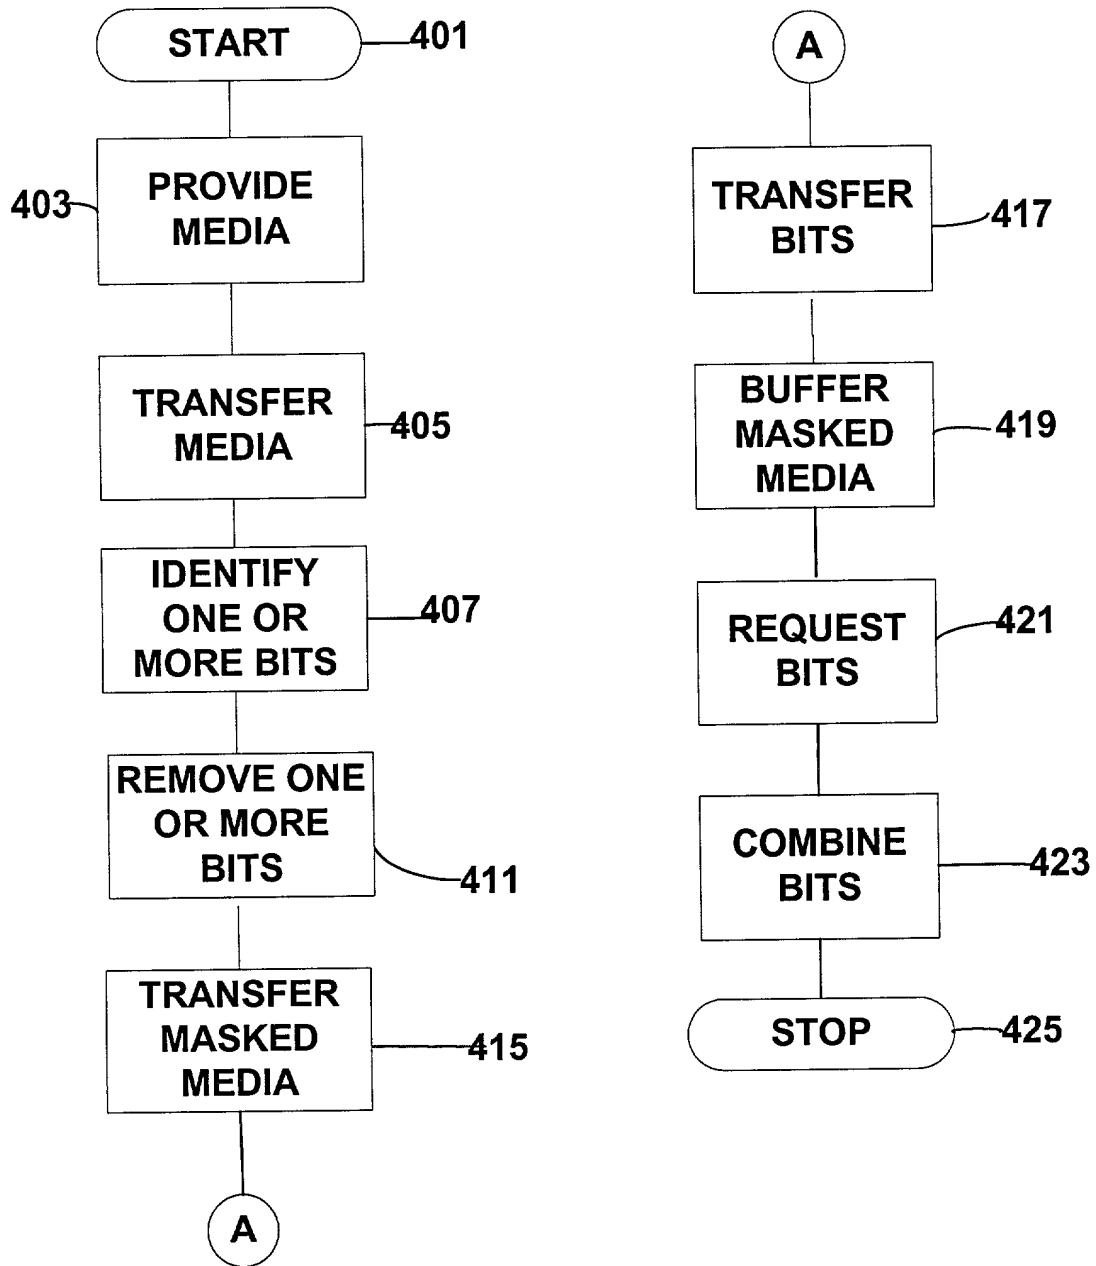 START
401
PROVIDE
MEDIA
403
TRANSFER
MEDIA
405
IDENTIFY
ONE OR
MORE BITS
407
REMOVE ONE
OR MORE
BITS
411
TRANSFER
MASKED
MEDIA
415
A
A
TRANSFER
BITS
417
BUFFER
MASKED
MEDIA
419
REQUEST
BITS
421
COMBINE
BITS
423
STOP
425